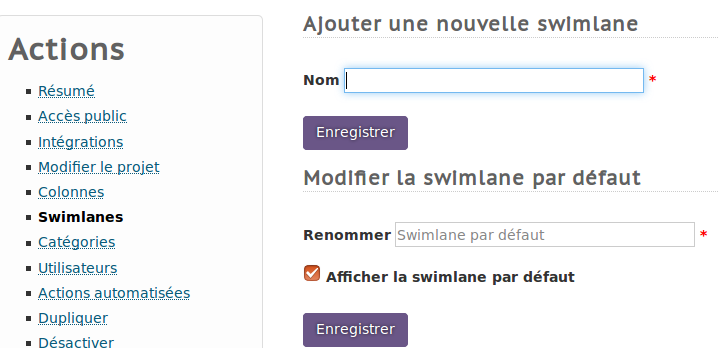 Actions
Résumé
Accès public
Intégrations
Modifier le projet
Colonnes
Swimlanes
Catégories
Utilisateurs
Actions automatisées
Dupliquer
Désactiver
Ajouter une nouvelle swimlane
Nom *
Enregistrer
Modifier la swimlane par défaut
Renommer Swimlane par défaut *
Afficher la swimlane par défaut
Enregistrer